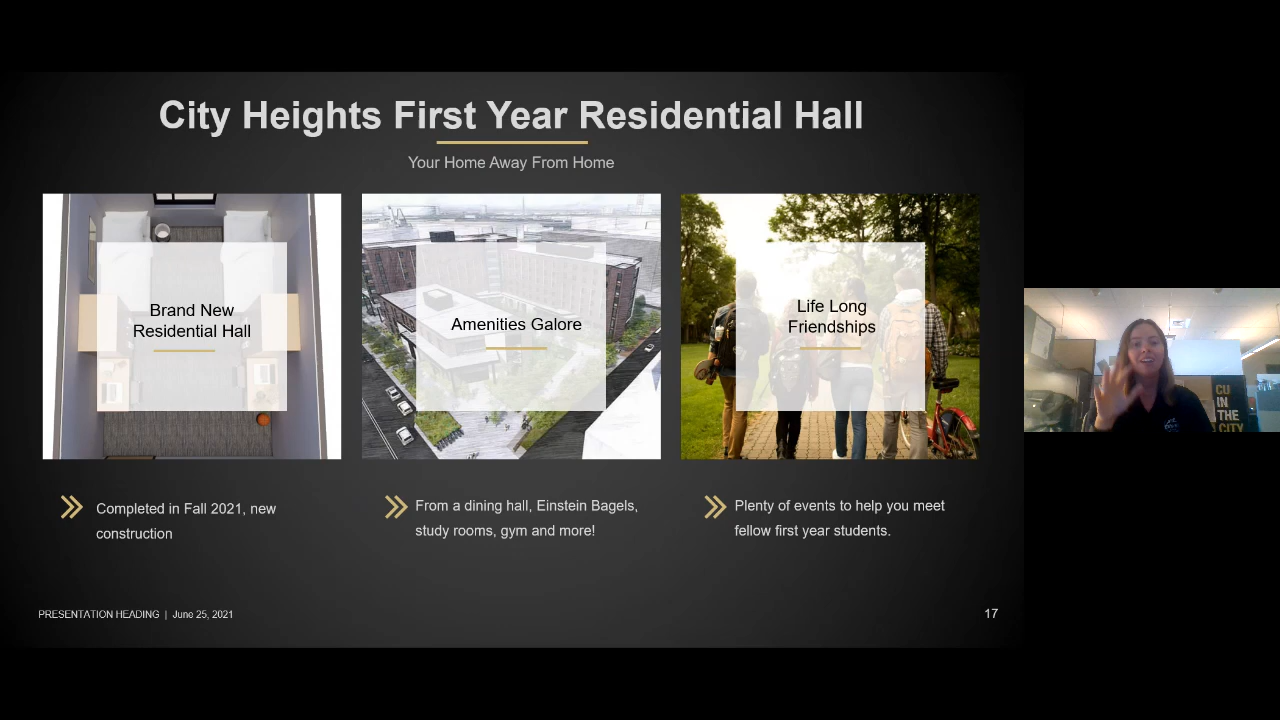 City Heights First Year Residential Hall
Your Home Away From Home
Brand New
Residential Hall
Amenities Galore
Life Long
Friendships
Completed in Fall 2021, new
construction
From a dining hall, Einstein Bagels,
study rooms, gym and more!
Plenty of events to help you meet
fellow first year students.
PRESENTATION HEADING | June 25, 2021
17
CU
IN
THE
CITY